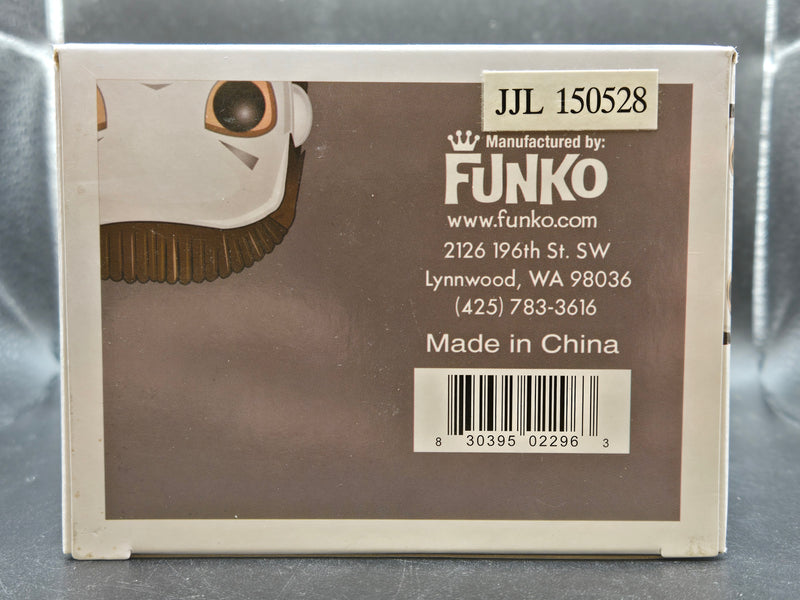 JJL 150528
Manufactured by:
FUNKO
www.funko.com
2126 196th St. SW
Lynnwood, WA 98036
(425) 783-3616
Made in China
8 30395 02296 3